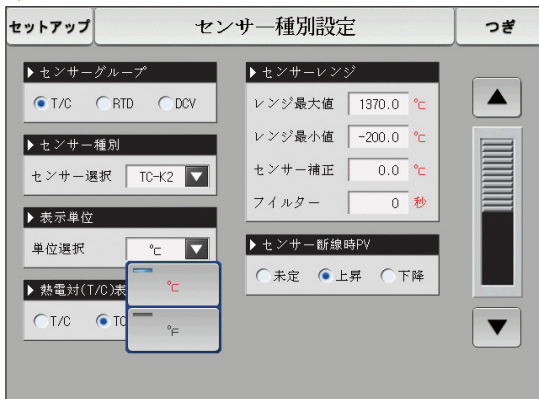 セットアップ
センサー種別設定
つぎ
▶ センサーグループ
T/C RTD DCV
▶ センサー種別
センサー選択 TC-K2
▶ 表示単位
単位選択 ℃
℃
℉
▶ 熱電対(T/C)表
T/C TC
▶ センサーレンジ
レンジ最大値 1370.0 ℃
レンジ最小値 -200.0 ℃
センサー補正 0.0 ℃
フイルター 0 秒
▶ センサー断線時PV
未定 上昇 下降